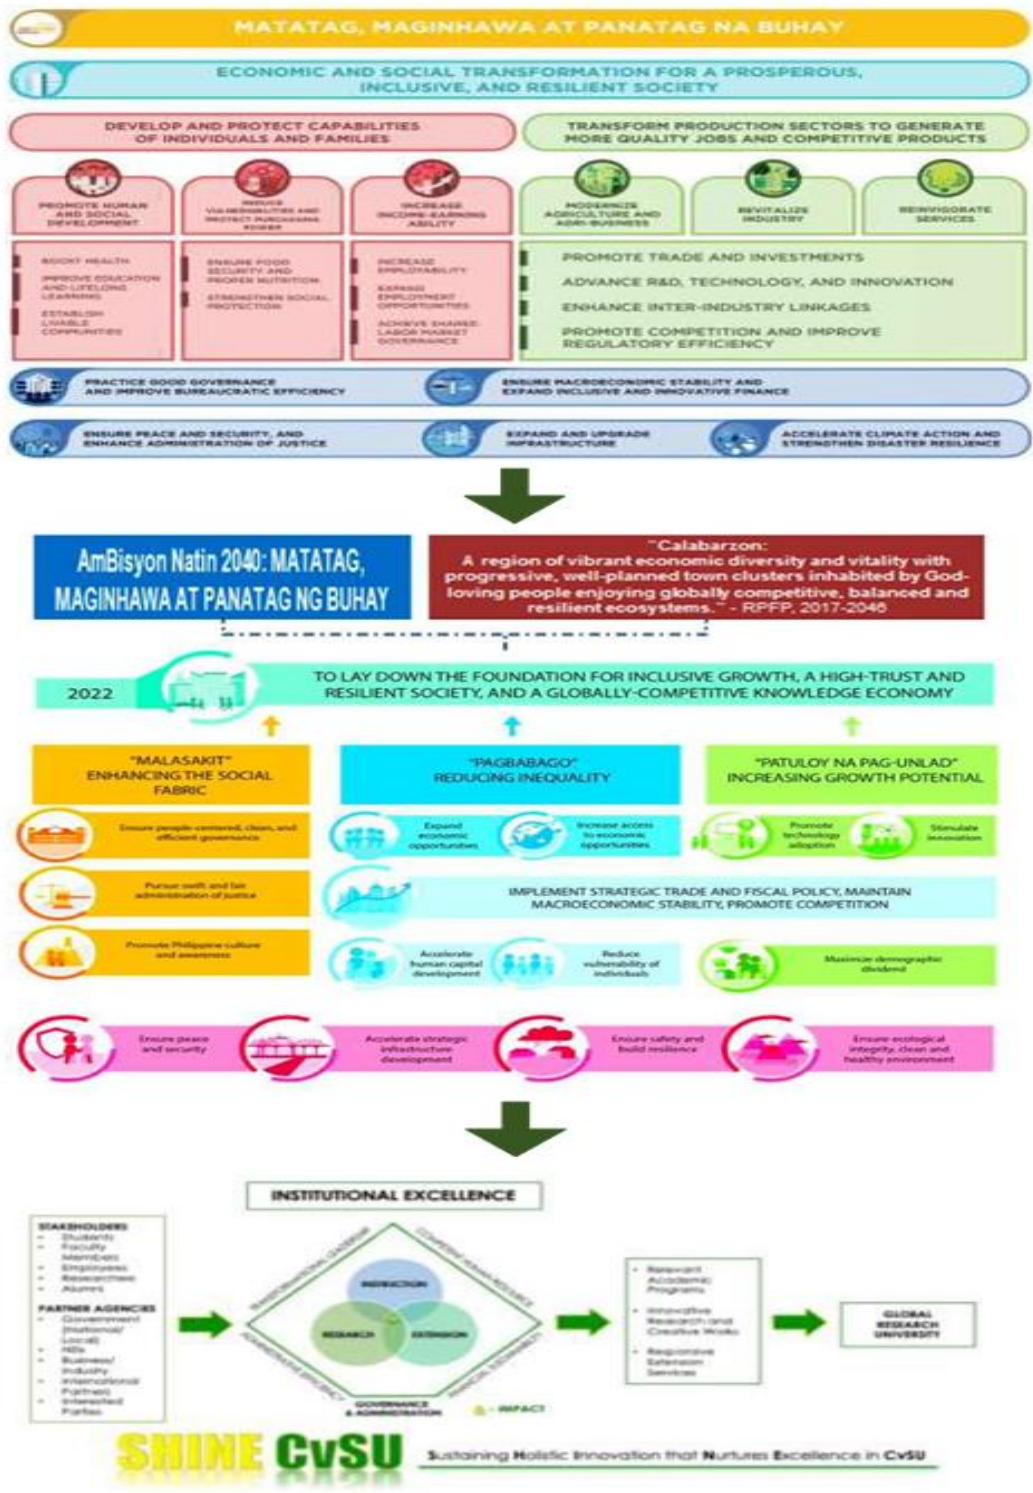 MATATAG, MAGINHAWA AT PANATAG NA BUHAY
ECONOMIC AND SOCIAL TRANSFORMATION FOR A PROSPEROUS,
INCLUSIVE, AND RESILIENT SOCIETY
DEVELOP AND PROTECT CAPABILITIES
OF INDIVIDUALS AND FAMILIES
TRANSFORM PRODUCTION SECTORS TO GENERATE
MORE QUALITY JOBS AND COMPETITIVE PRODUCTS
PROMOTE HUMAN
AND SOCIAL
DEVELOPMENT
REDUCE
VULNERABILITIES AND
PROTECT PURCHASING
POWER
INCREASE
INCOME-EARNING
ABILITY
MODERNIZE
AGRICULTURE AND
AGRI-BUSINESS
REVITALIZE
INDUSTRY
REINVIGORATE
SERVICES
BOOST HEALTH
IMPROVE EDUCATION
AND LIFELONG
LEARNING
ESTABLISH
LIVABLE
COMMUNITIES
ENSURE FOOD
SECURITY AND
PROPER NUTRITION
STRENGTHEN SOCIAL
PROTECTION
INCREASE
EMPLOYABILITY
EXPAND
EMPLOYMENT
OPPORTUNITIES
ACHIEVE SHARED
LABOR MARKET
GOVERNANCE
PROMOTE TRADE AND INVESTMENTS
ADVANCE R&D, TECHNOLOGY, AND INNOVATION
ENHANCE INTER-INDUSTRY LINKAGES
PROMOTE COMPETITION AND IMPROVE
REGULATORY EFFICIENCY
PRACTICE GOOD GOVERNANCE
AND IMPROVE BUREAUCRATIC EFFICIENCY
ENSURE MACROECONOMIC STABILITY AND
EXPAND INCLUSIVE AND INNOVATIVE FINANCE
ENSURE PEACE AND SECURITY, AND
ENHANCE ADMINISTRATION OF JUSTICE
EXPAND AND UPGRADE
INFRASTRUCTURE
ACCELERATE CLIMATE ACTION AND
STRENGTHEN DISASTER RESILIENCE
AmBisyon Natin 2040: MATATAG,
MAGINHAWA AT PANATAG NG BUHAY
"Calabarzon:
A region of vibrant economic diversity and vitality with
progressive, well-planned town clusters inhabited by God-
loving people enjoying globally competitive, balanced and
resilient ecosystems." - RPFP, 2017-2046
2022
TO LAY DOWN THE FOUNDATION FOR INCLUSIVE GROWTH, A HIGH-TRUST AND
RESILIENT SOCIETY, AND A GLOBALLY-COMPETITIVE KNOWLEDGE ECONOMY
"MALASAKIT"
ENHANCING THE SOCIAL
FABRIC
"PAGBABAGO"
REDUCING INEQUALITY
"PATULOY NA PAG-UNLAD"
INCREASING GROWTH POTENTIAL
Ensure people-centered, clean, and
efficient governance
Expand
economic
opportunities
Increase access
to economic
opportunities
Promote
technology
adoption
Stimulate
innovation
Pursue swift and fair
administration of justice
IMPLEMENT STRATEGIC TRADE AND FISCAL POLICY, MAINTAIN
MACROECONOMIC STABILITY, PROMOTE COMPETITION
Promote Philippine culture
and awareness
Accelerate
human capital
development
Reduce
vulnerability of
individuals
Maximize demographic
dividend
Ensure peace
and security
Accelerate strategic
infrastructure
development
Ensure safety and
build resilience
Ensure ecological
integrity, clean and
healthy environment
INSTITUTIONAL EXCELLENCE
STAKEHOLDERS
- Students
- Faculty
Members
- Employees
- Researchers
- Alumni
PARTNER AGENCIES
- Government
(National/
Local)
- HEIs
- Business/
Industry
- International
Partners
- Interested
Parties
TRANSFORMATIONAL LEADERSHIP
COMPETENT HUMAN RESOURCE
INSTRUCTION
RESEARCH
EXTENSION
ADMINISTRATIVE EFFICIENCY
FINANCIAL SUSTAINABILITY
GOVERNANCE
& ADMINISTRATION
- IMPACT
• Relevant
Academic
Programs
• Innovative
Research and
Creative Works
• Responsive
Extension
Services
GLOBAL
RESEARCH
UNIVERSITY
SHINE CvSU
Sustaining Holistic Innovation that Nurtures Excellence in CvSU